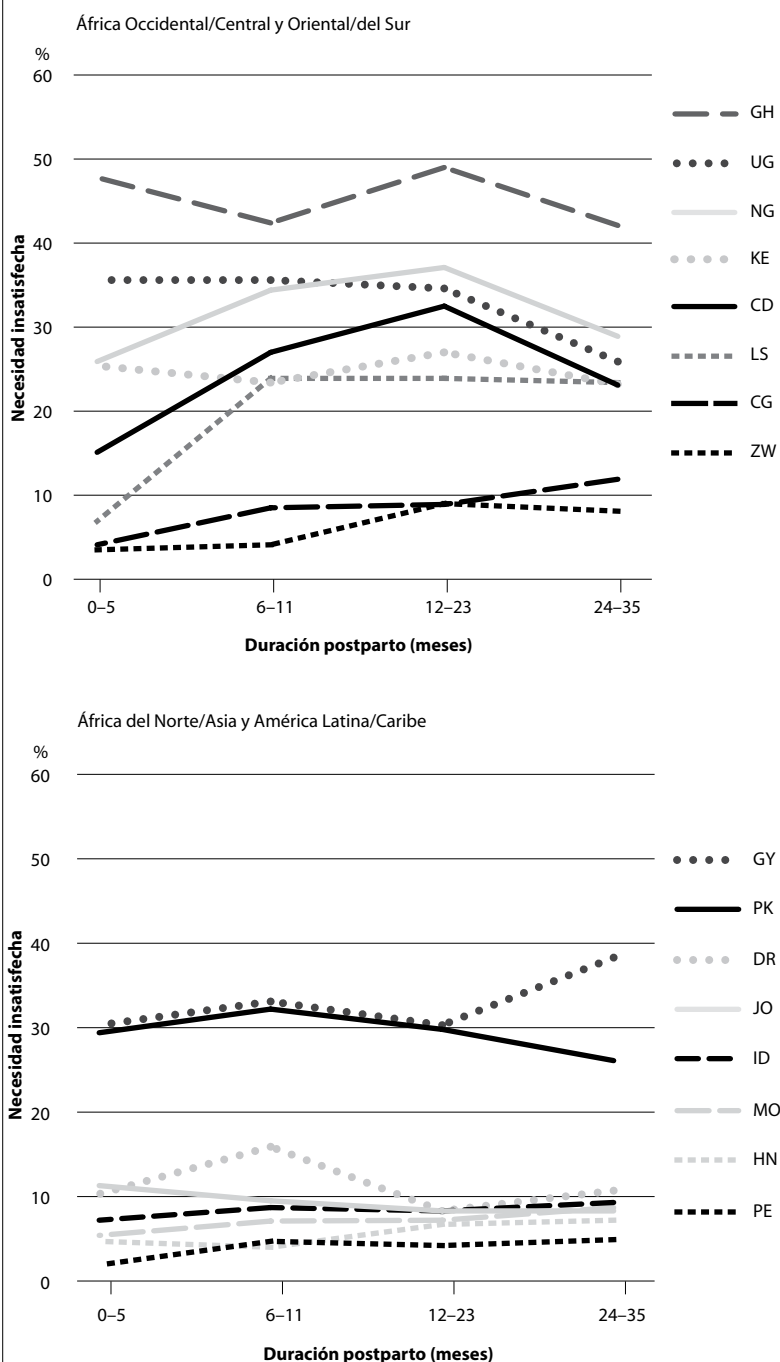 África Occidental/Central y Oriental/del Sur
%
60
50
40
30
20
10
0
Necesidad insatisfecha
0–5 6–11 12–23 24–35
Duración postparto (meses)
GH
UG
NG
KE
CD
LS
CG
ZW
África del Norte/Asia y América Latina/Caribe
%
60
50
40
30
20
10
0
Necesidad insatisfecha
0–5 6–11 12–23 24–35
Duración postparto (meses)
GY
PK
DR
JO
ID
MO
HN
PE